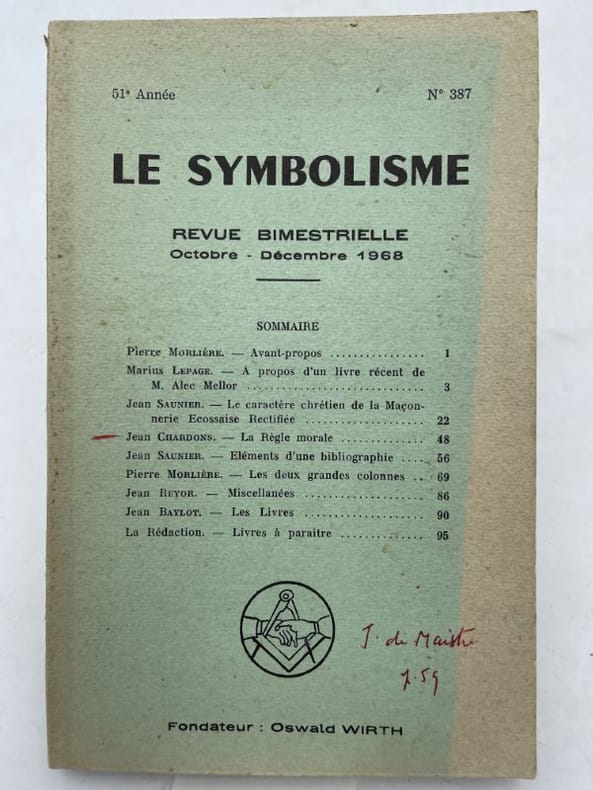 51e Année N° 387
LE SYMBOLISME
REVUE BIMESTRIELLE
Octobre - Décembre 1968
SOMMAIRE
Pierre MORLIÈRE. — Avant-propos ................ 1
Marius LEPAGE. — A propos d'un livre récent de
M. Alec Mellor .............................. 3
Jean SAUNIER. — Le caractère chrétien de la Maçon-
nerie Ecossaise Rectifiée .................... 22
Jean CHARDONS. — La Règle morale .............. 48
Jean SAUNIER. — Eléments d'une bibliographie .... 56
Pierre MORLIÈRE. — Les deux grandes colonnes .. 69
Jean REYOR. — Miscellanées .................... 86
Jean BAYLOT. — Les Livres .................... 90
La Rédaction. — Livres à paraitre .............. 95
J. de Maistre
p. 59
Fondateur : Oswald WIRTH